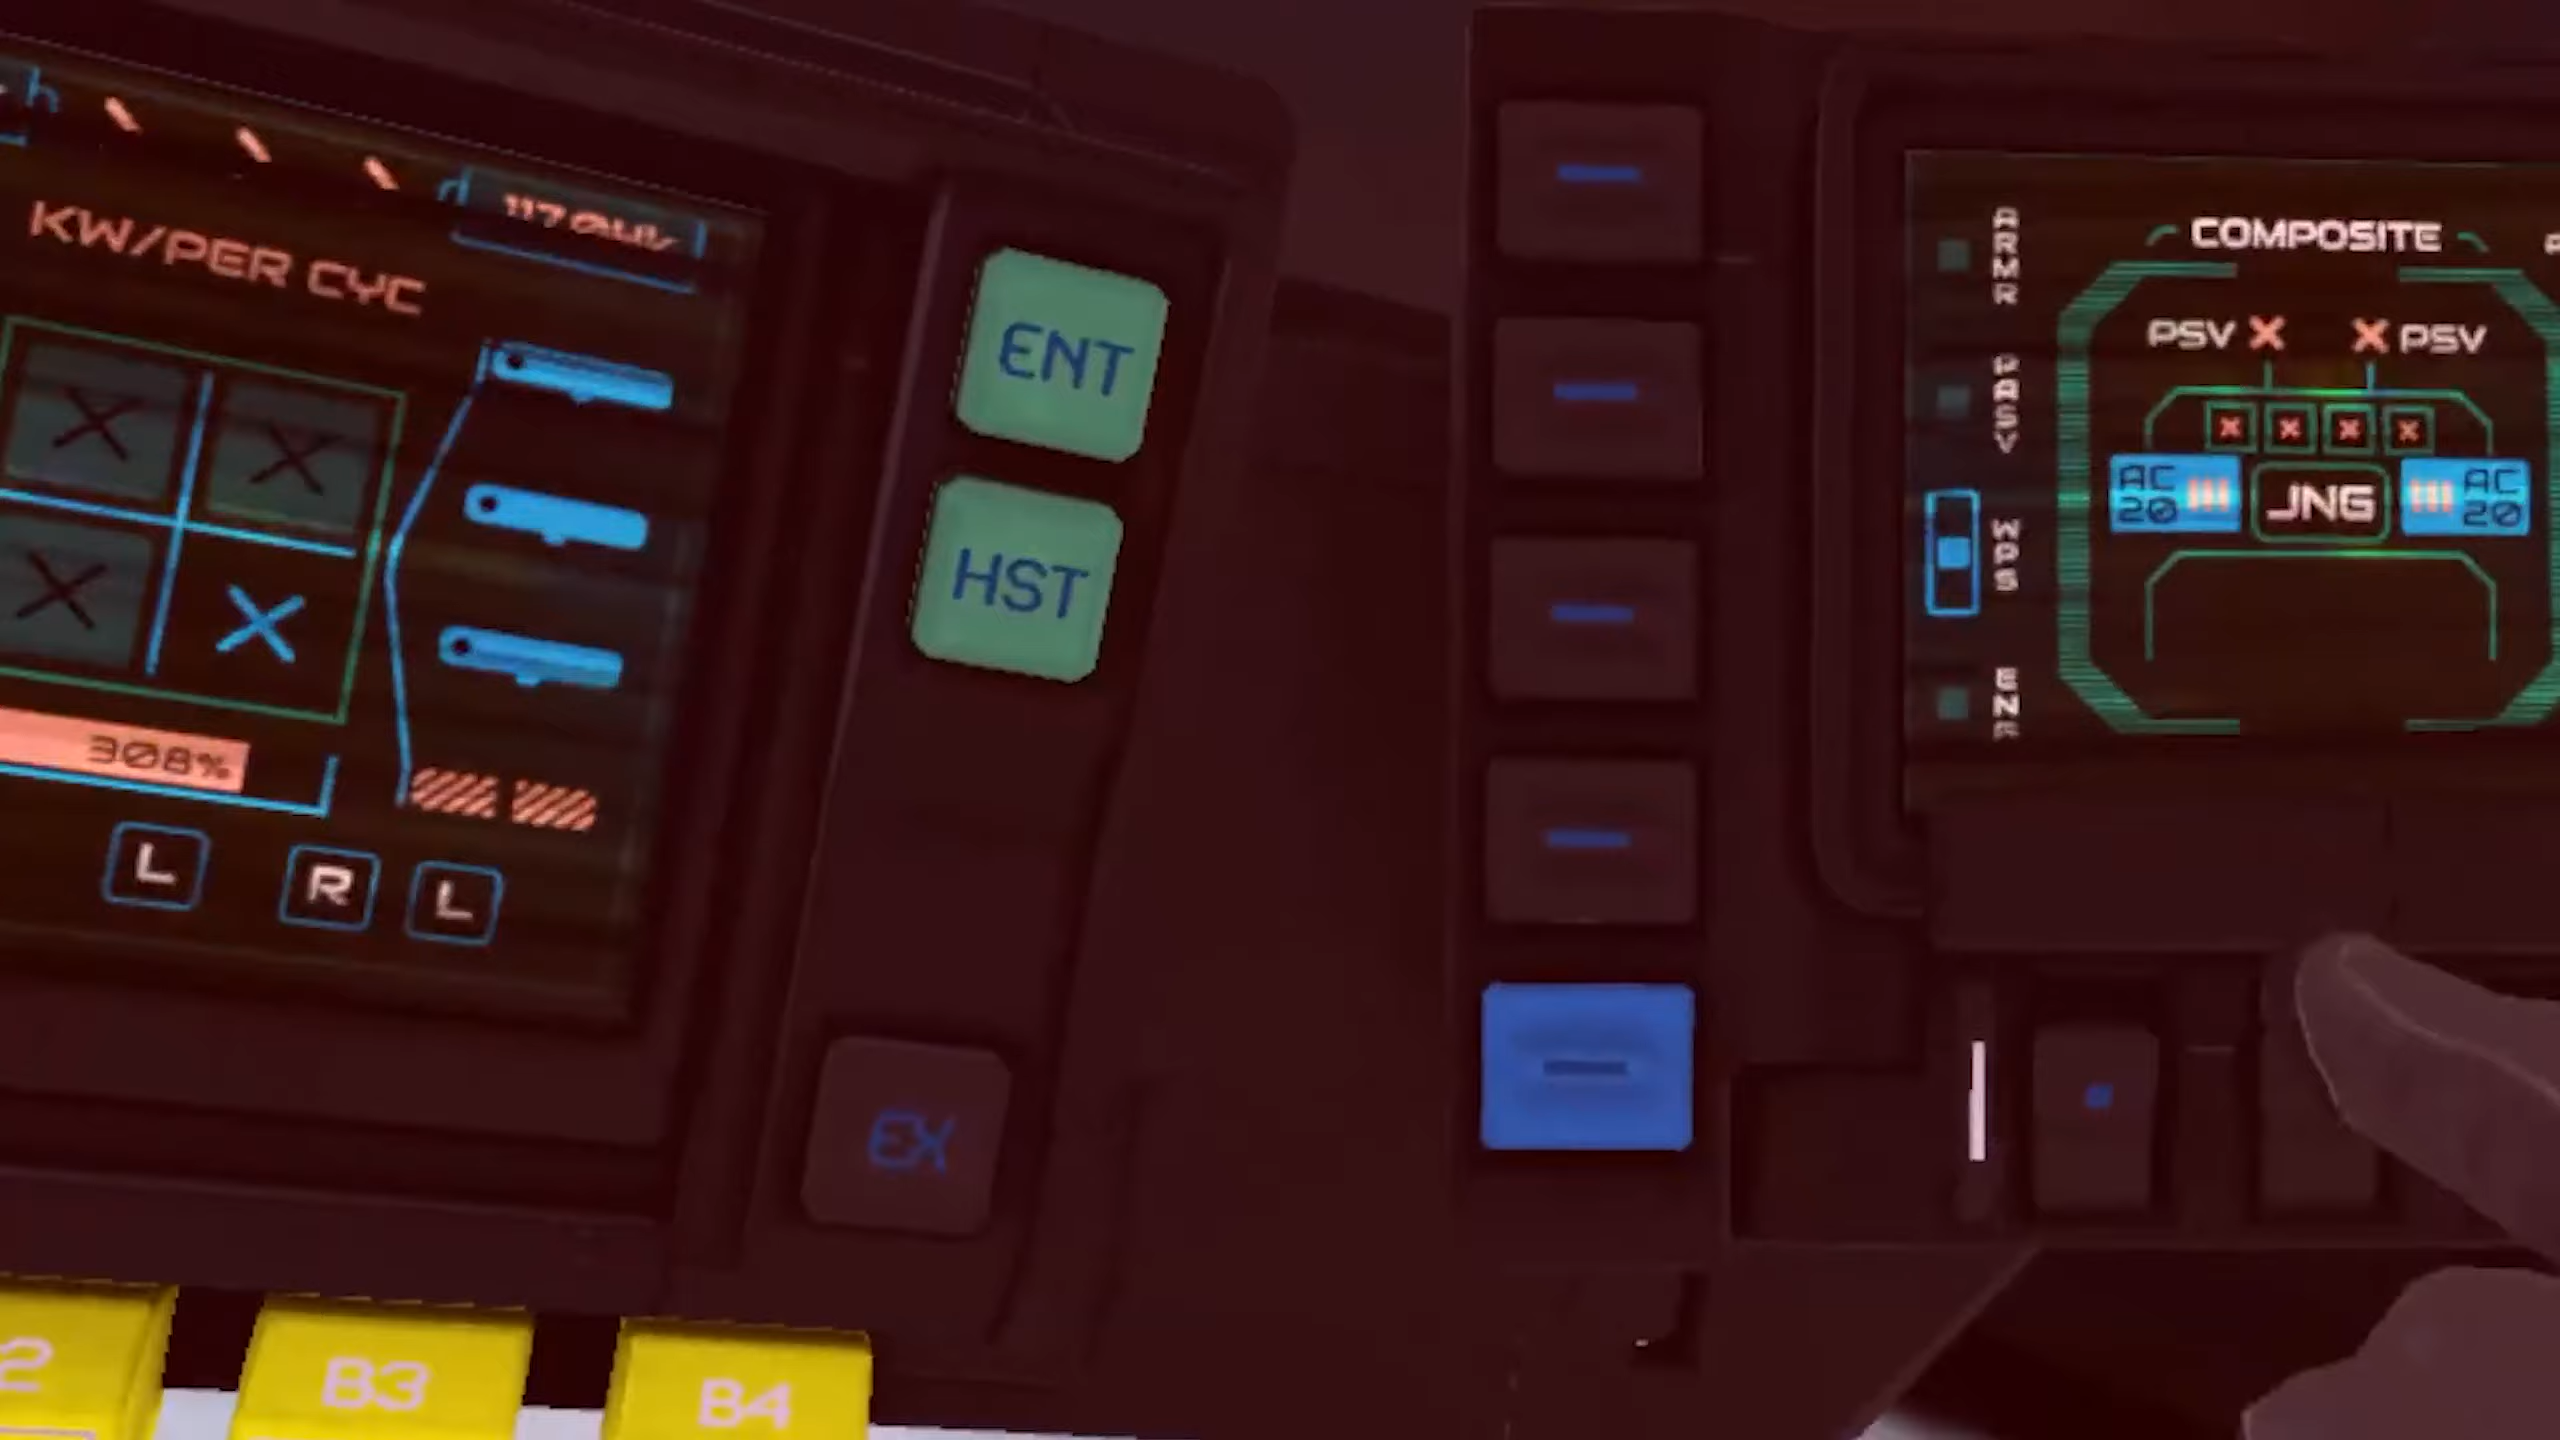 h
KW/PER CYC
308%
L R L
ENT
HST
EX
2 B3 B4
ARMR
PASV
WPS
COMPOSITE
PSV X X PSV
AC 20 JNG AC 20